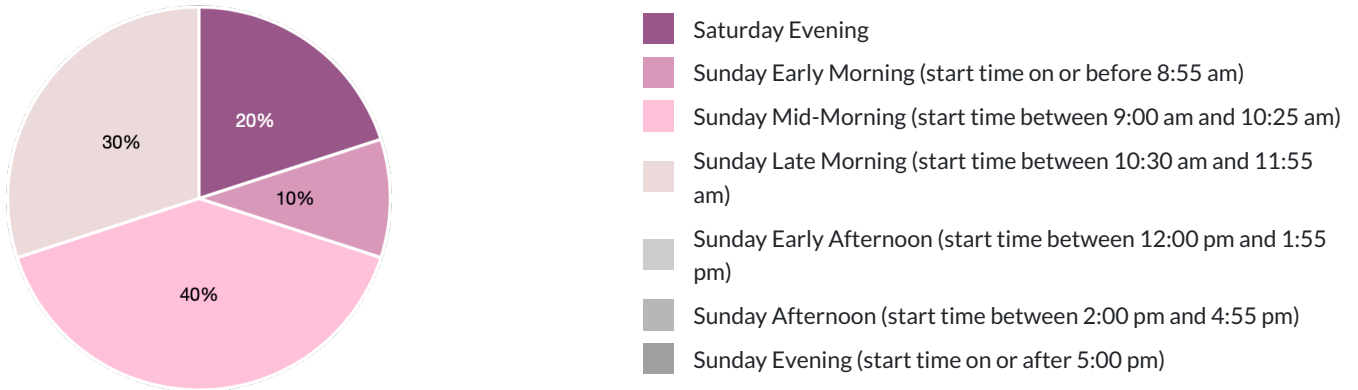 20%
10%
40%
30%
Saturday Evening
Sunday Early Morning (start time on or before 8:55 am)
Sunday Mid-Morning (start time between 9:00 am and 10:25 am)
Sunday Late Morning (start time between 10:30 am and 11:55
am)
Sunday Early Afternoon (start time between 12:00 pm and 1:55
pm)
Sunday Afternoon (start time between 2:00 pm and 4:55 pm)
Sunday Evening (start time on or after 5:00 pm)